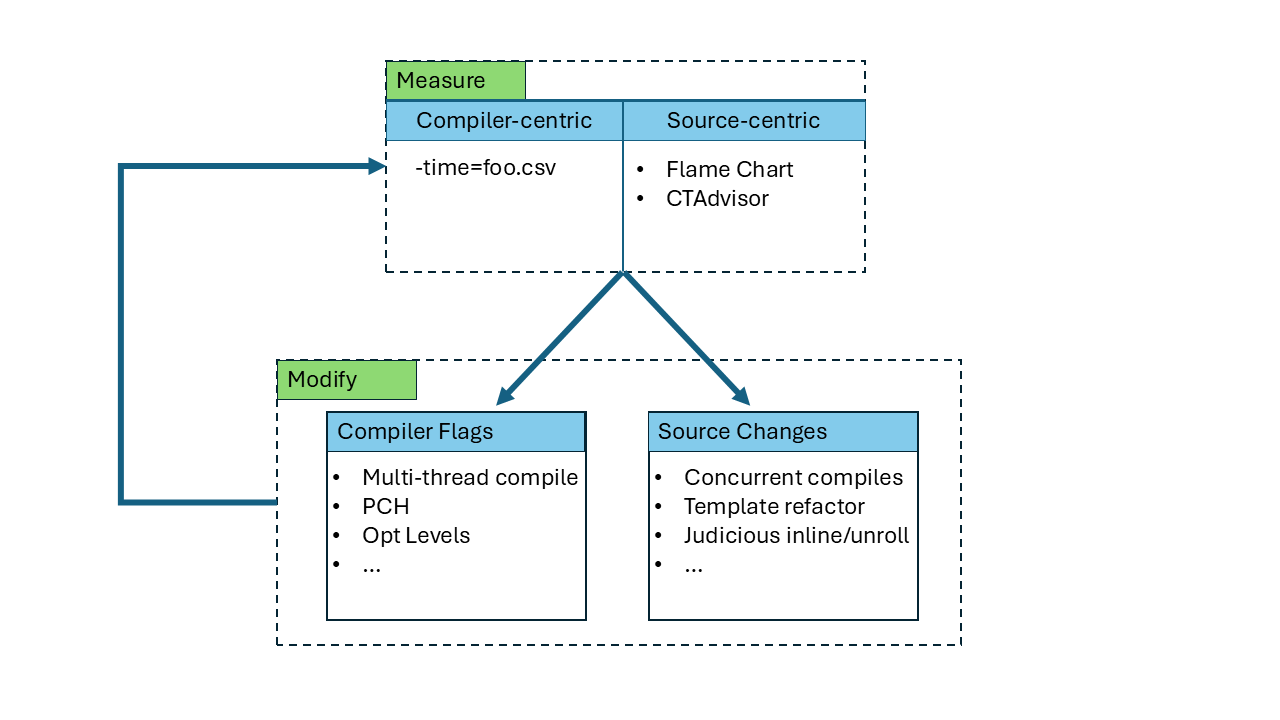 Measure
Compiler-centric
Source-centric
-time=foo.csv
• Flame Chart
• CTAdvisor
Modify
Compiler Flags
• Multi-thread compile
• PCH
• Opt Levels
• ...
Source Changes
• Concurrent compiles
• Template refactor
• Judicious inline/unroll
• ...